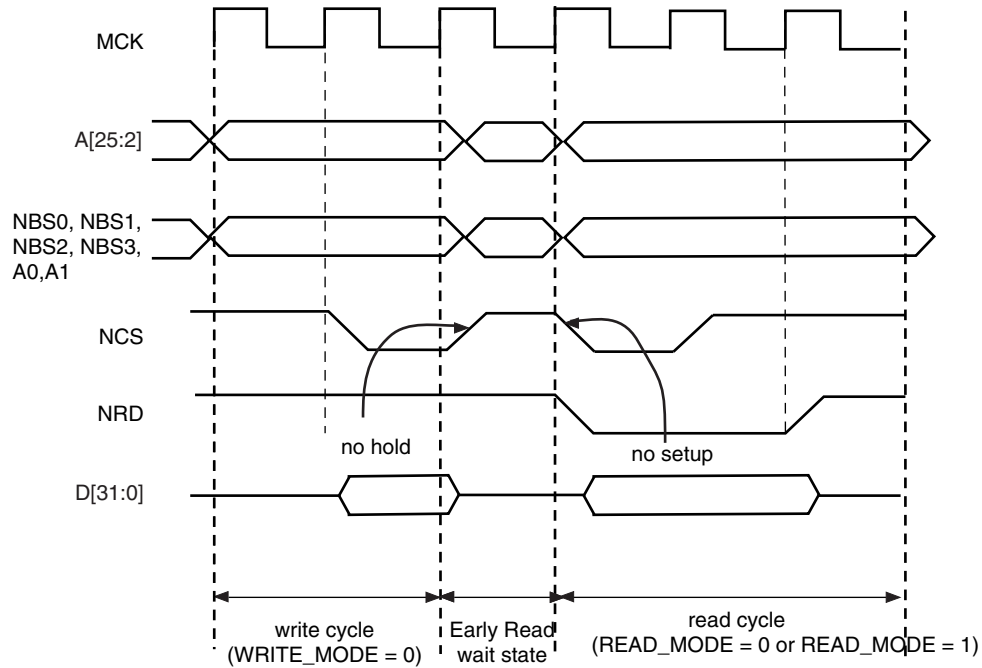 MCK
A[25:2]
NBS0, NBS1,
NBS2, NBS3,
A0,A1
NCS
NRD
no hold
no setup
D[31:0]
write cycle
(WRITE_MODE = 0)
Early Read
wait state
read cycle
(READ_MODE = 0 or READ_MODE = 1)